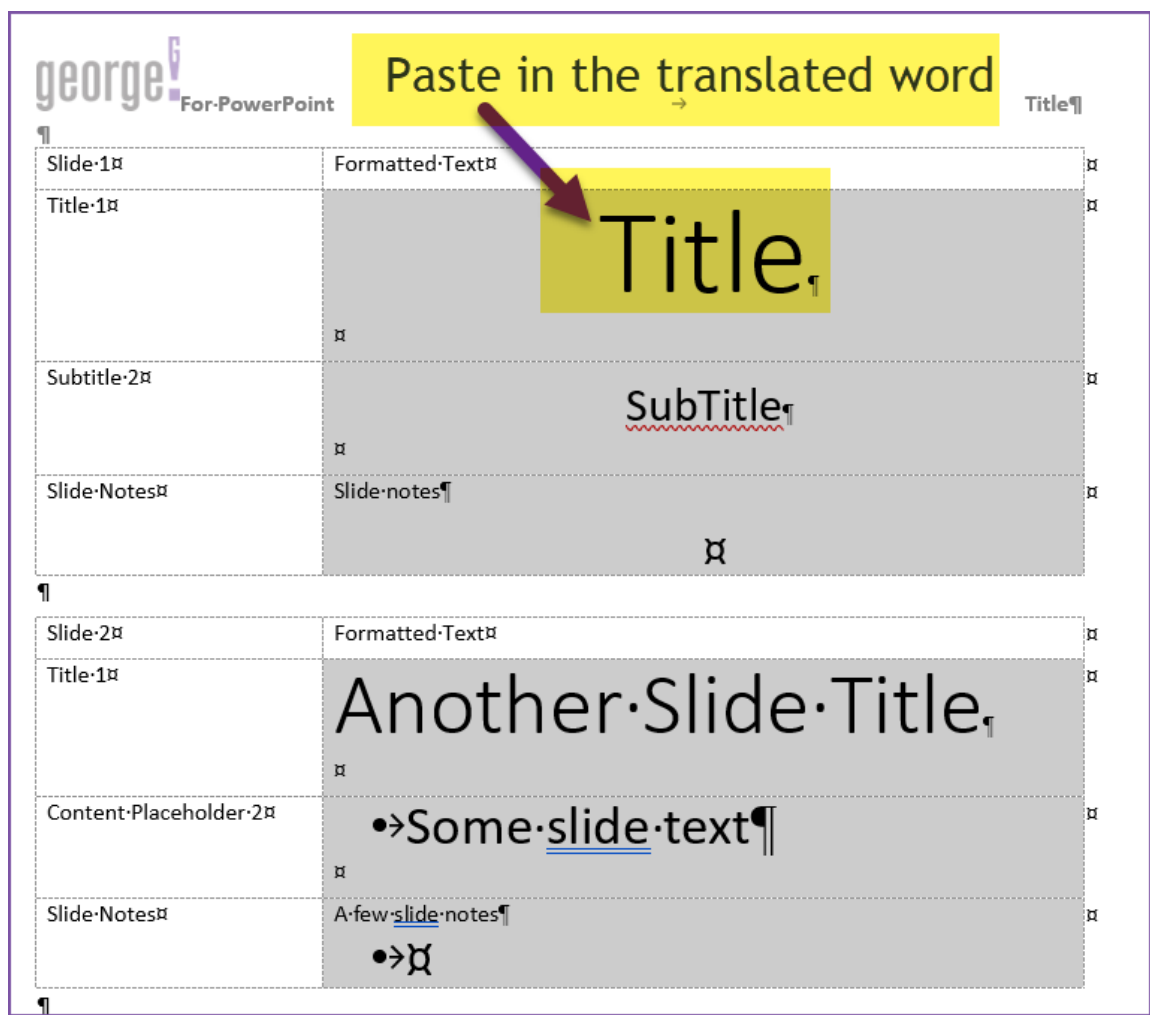 george!G
Paste in the translated word
For·PowerPoint → Title¶
¶
Slide·1¤ Formatted·Text¤ ¤
Title·1¤ Title¶ ¤
¤
Subtitle·2¤ SubTitle¶ ¤
¤
Slide·Notes¤ Slide·notes¶ ¤
¤
¶
Slide·2¤ Formatted·Text¤ ¤
Title·1¤ Another·Slide·Title¶ ¤
¤
Content·Placeholder·2¤ •→Some·slide·text¶ ¤
¤
Slide·Notes¤ A·few·slide·notes¶ ¤
•→¤
¶